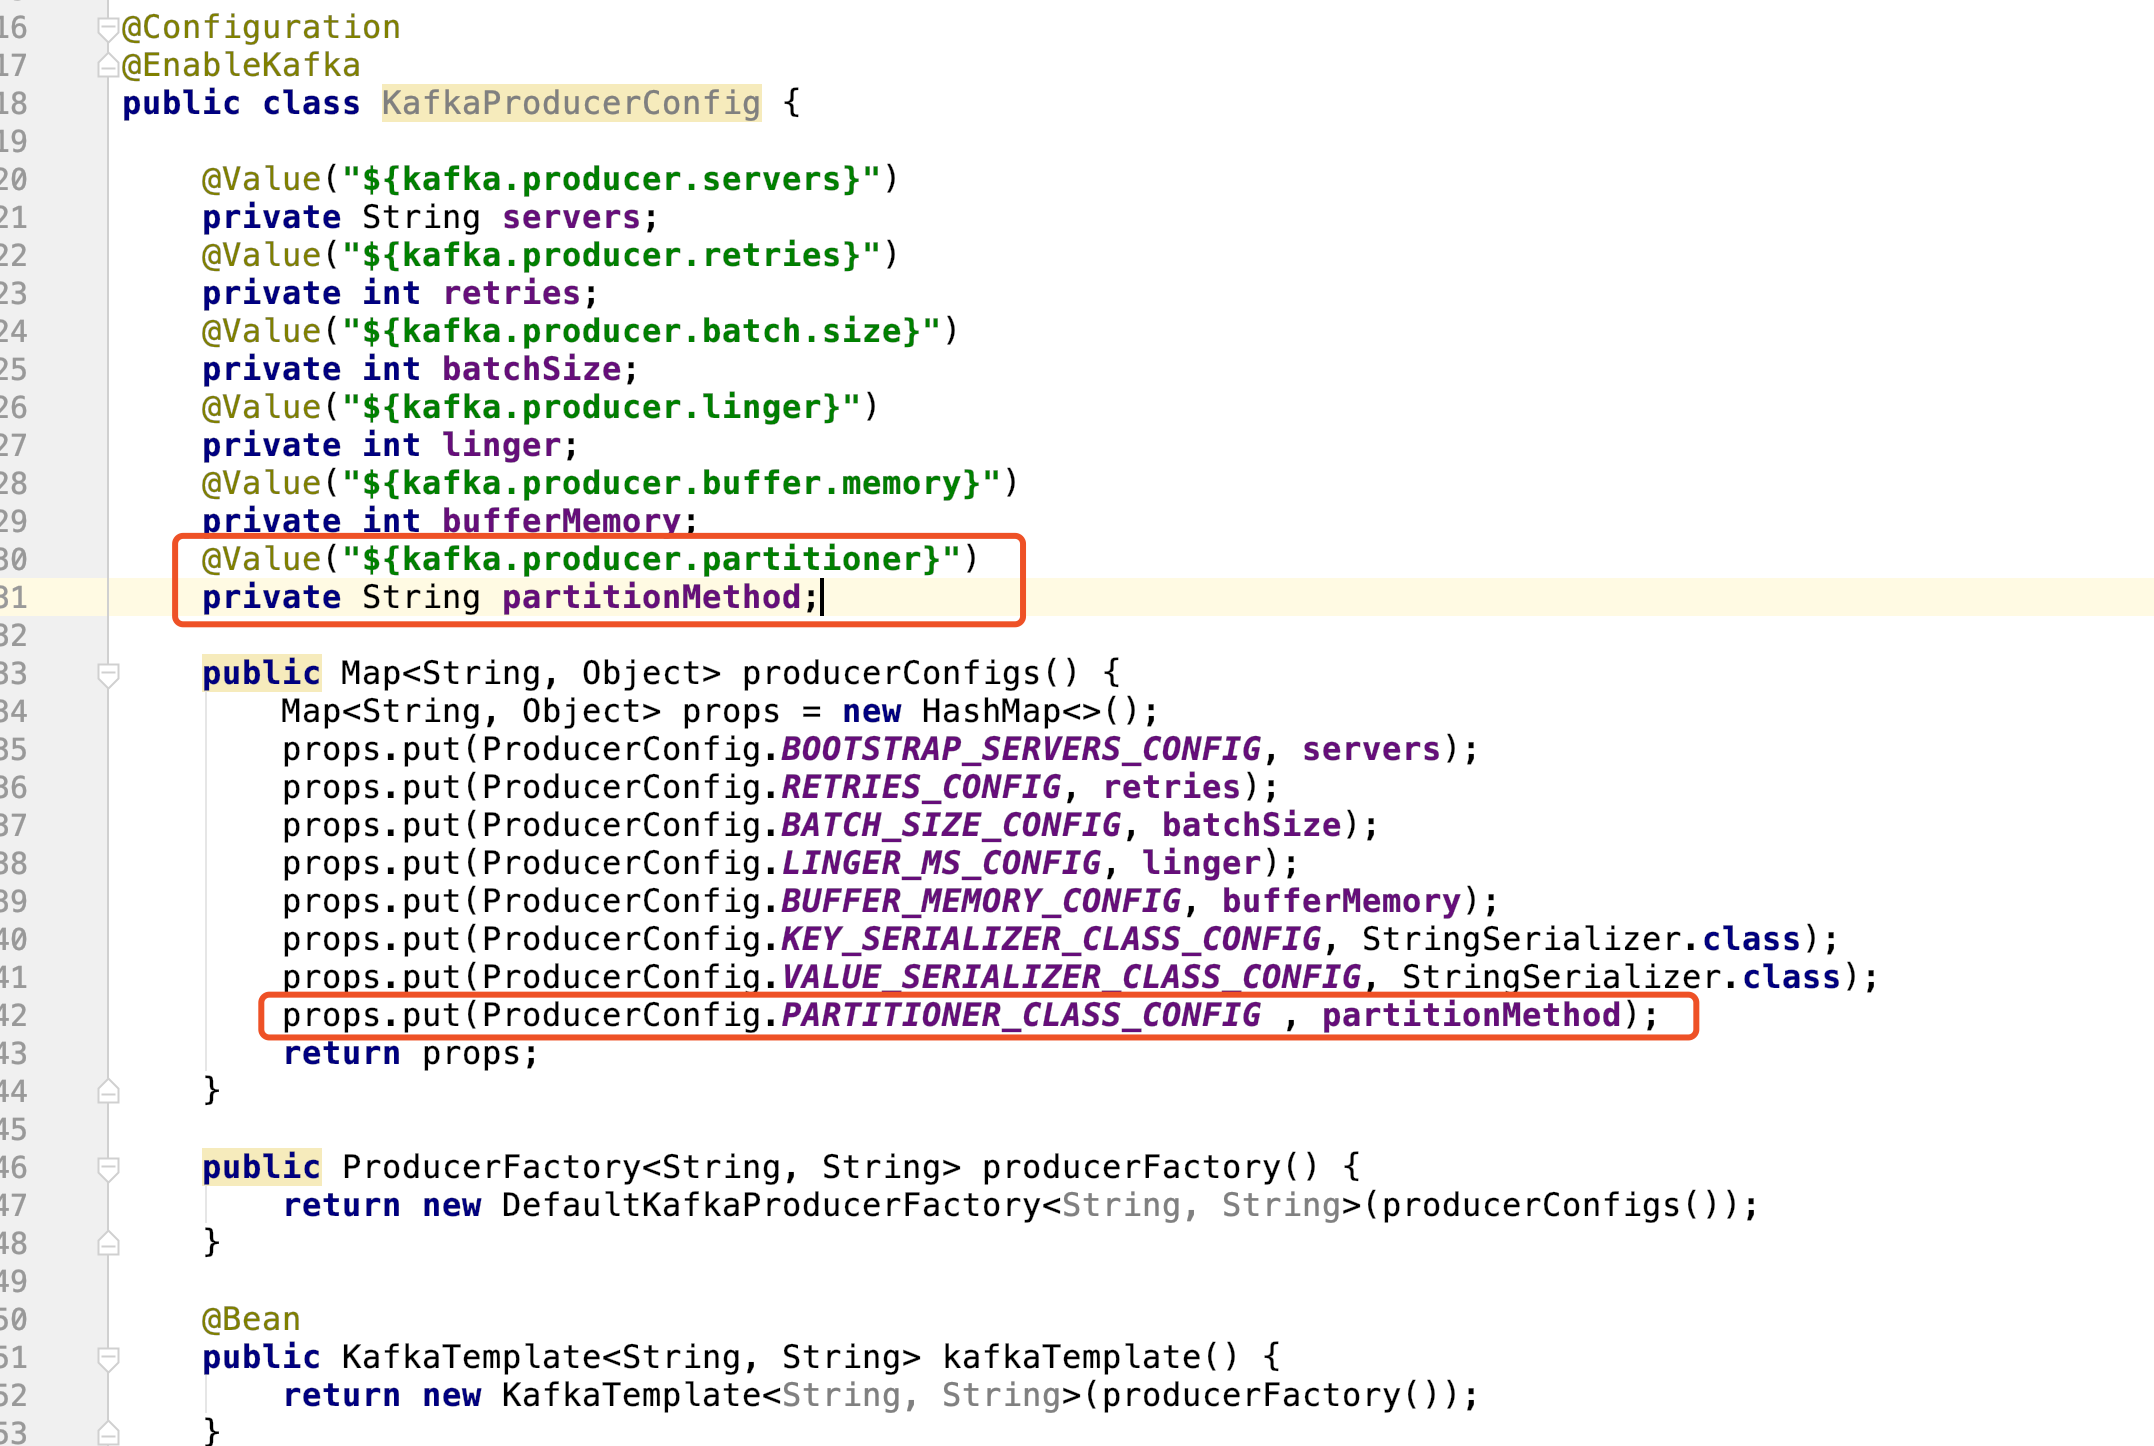 16 @Configuration
17 @EnableKafka
18 public class KafkaProducerConfig {
19
20 @Value("${kafka.producer.servers}")
21 private String servers;
22 @Value("${kafka.producer.retries}")
23 private int retries;
24 @Value("${kafka.producer.batch.size}")
25 private int batchSize;
26 @Value("${kafka.producer.linger}")
27 private int linger;
28 @Value("${kafka.producer.buffer.memory}")
29 private int bufferMemory;
30 @Value("${kafka.producer.partitioner}")
31 private String partitionMethod;
32
33 public Map<String, Object> producerConfigs() {
34 Map<String, Object> props = new HashMap<>();
35 props.put(ProducerConfig.BOOTSTRAP_SERVERS_CONFIG, servers);
36 props.put(ProducerConfig.RETRIES_CONFIG, retries);
37 props.put(ProducerConfig.BATCH_SIZE_CONFIG, batchSize);
38 props.put(ProducerConfig.LINGER_MS_CONFIG, linger);
39 props.put(ProducerConfig.BUFFER_MEMORY_CONFIG, bufferMemory);
40 props.put(ProducerConfig.KEY_SERIALIZER_CLASS_CONFIG, StringSerializer.class);
41 props.put(ProducerConfig.VALUE_SERIALIZER_CLASS_CONFIG, StringSerializer.class);
42 props.put(ProducerConfig.PARTITIONER_CLASS_CONFIG , partitionMethod);
43 return props;
44 }
45
46 public ProducerFactory<String, String> producerFactory() {
47 return new DefaultKafkaProducerFactory<String, String>(producerConfigs());
48 }
49
50 @Bean
51 public KafkaTemplate<String, String> kafkaTemplate() {
52 return new KafkaTemplate<String, String>(producerFactory());
53 }